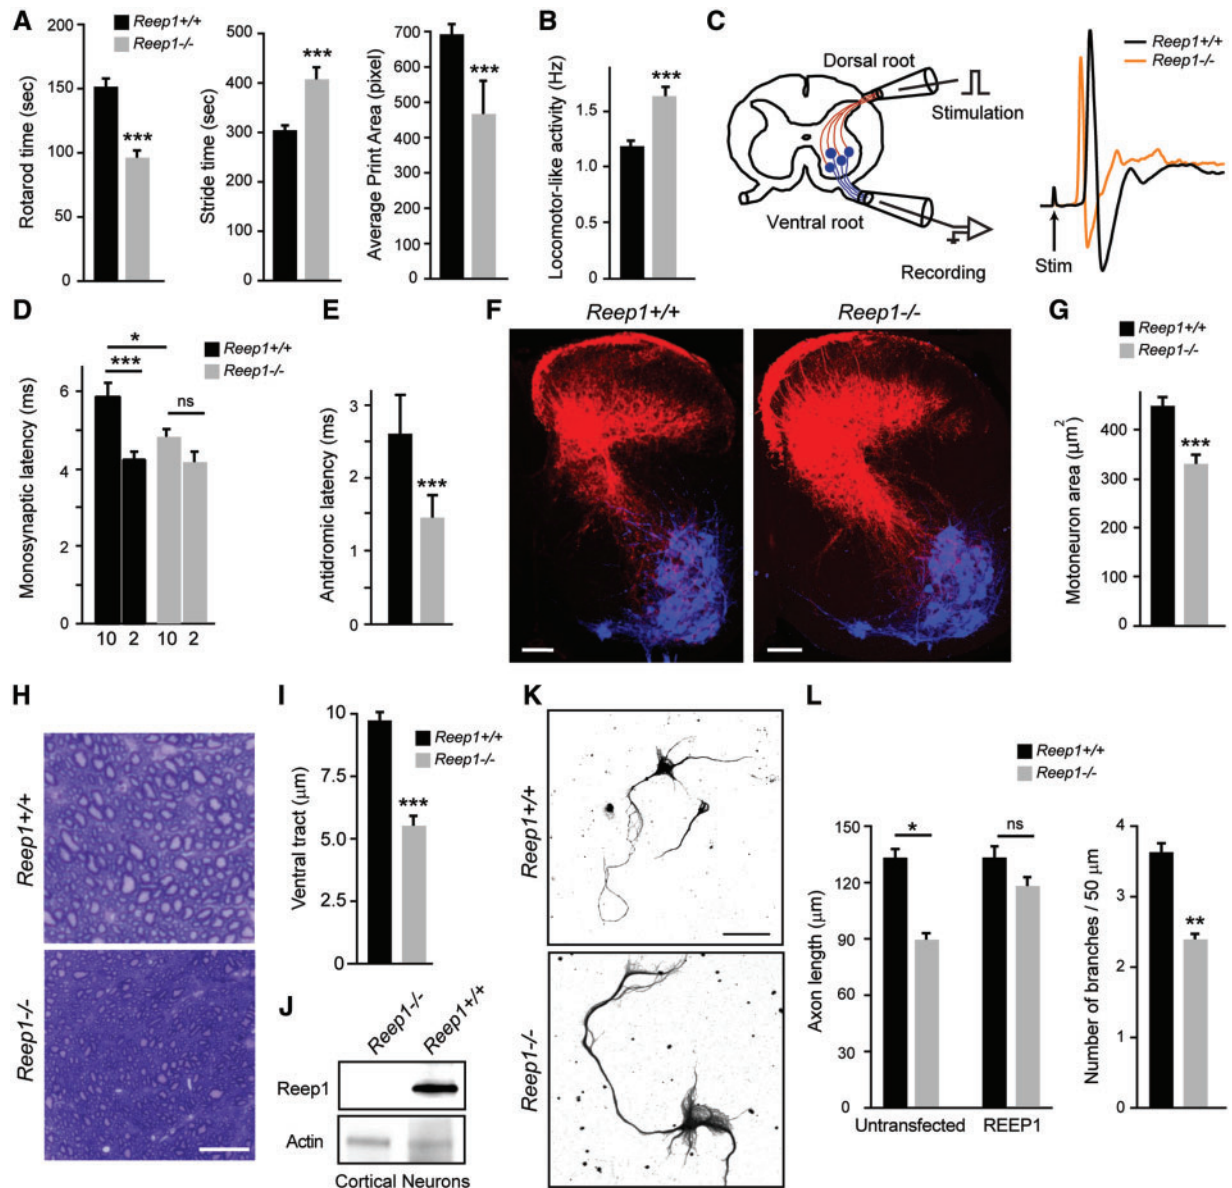 A
Reep1+/+
Reep1-/-
Rotarod time (sec)
200
150
100
50
0
***
Stride time (sec)
500
400
300
200
100
0
***
Average Print Area (pixel)
700
600
500
400
300
200
100
0
***
B
Locomotor-like activity (Hz)
1.5
1.2
0.6
0
***
C
Dorsal root
Stimulation
Ventral root
Recording
Reep1+/+
Reep1-/-
Stim
D
Reep1+/+
Reep1-/-
Monosynaptic latency (ms)
6
4
2
4
6
0
*
***
ns
10 2 10 2
E
Antidromic latency (ms)
3
2
1
0
***
F
Reep1+/+
Reep1-/-
G
Reep1+/+
Reep1-/-
Motoneuron area (µm²)
400
300
200
300
100
0
***
H
Reep1+/+
Reep1-/-
I
Reep1+/+
Reep1-/-
Ventral tract (µm)
10
7.5
5.0
2.5
0
***
J
Reep1-/-
Reep1+/+
Reep1
Actin
Cortical Neurons
K
Reep1+/+
Reep1-/-
L
Reep1+/+
Reep1-/-
Axon length (µm)
150
120
90
60
30
0
*
ns
Untransfected
REEP1
Number of branches / 50 µm
4
3
2
1
0
**